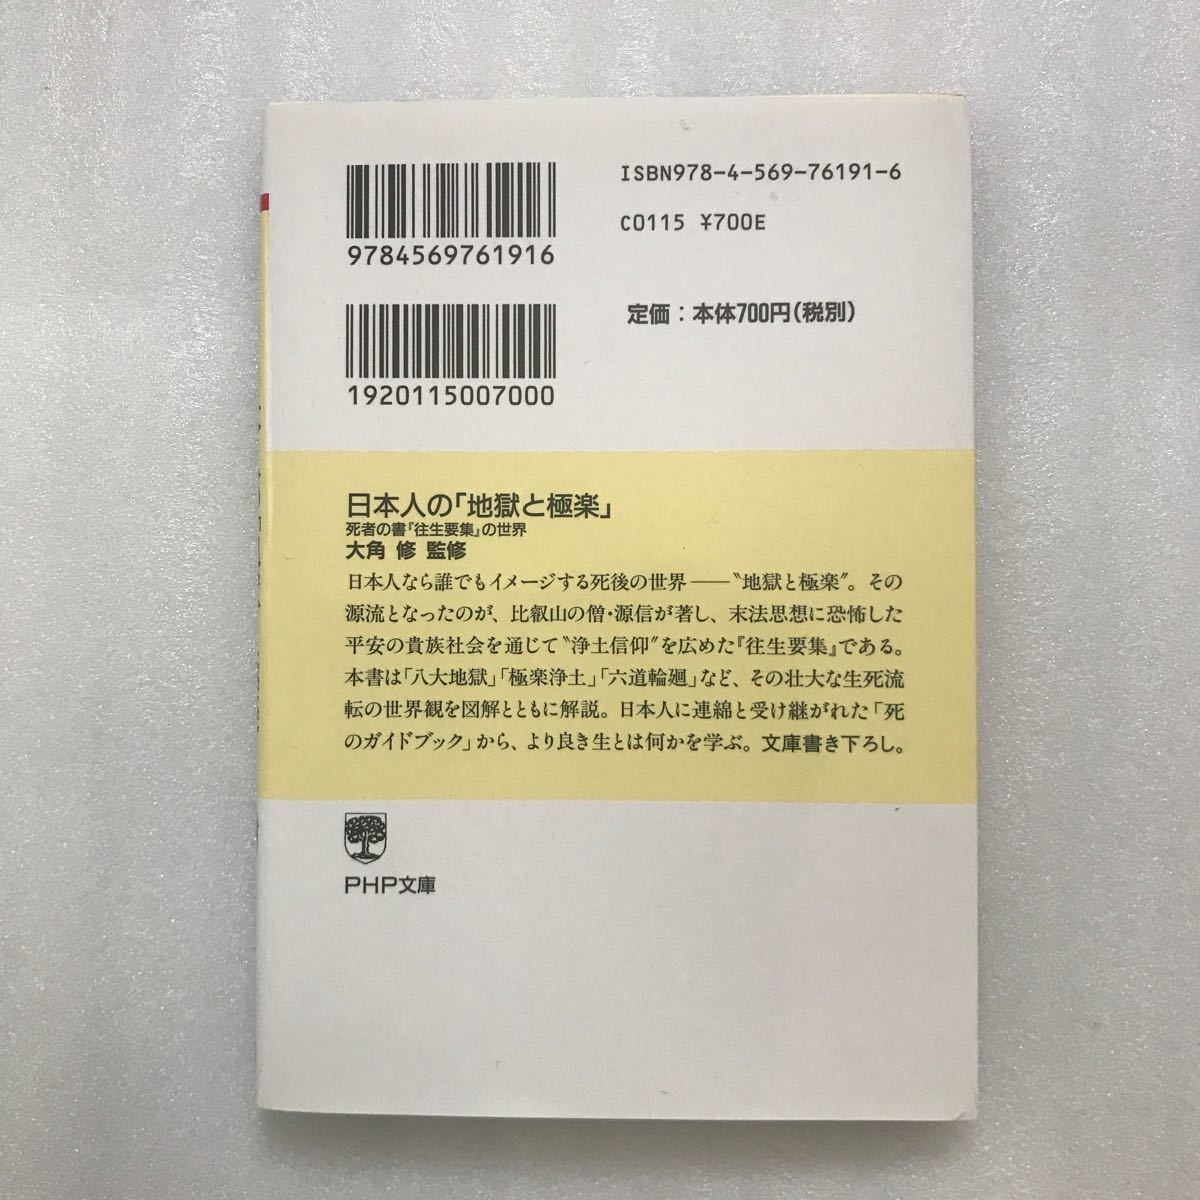 ISBN978-4-569-76191-6
C0115 ¥700E
9784569761916
定価：本体700円(税別)
1920115007000
日本人の「地獄と極楽」
死者の書『往生要集』の世界
大角 修 監修
日本人なら誰でもイメージする死後の世界――〝地獄と極楽〟。その
源流となったのが、比叡山の僧・源信が著し、末法思想に恐怖した
平安の貴族社会を通じて〝浄土信仰〟を広めた『往生要集』である。
本書は「八大地獄」「極楽浄土」「六道輪廻」など、その壮大な生死流
転の世界観を図解とともに解説。日本人に連綿と受け継がれた「死
のガイドブック」から、より良き生とは何かを学ぶ。文庫書き下ろし。
PHP文庫